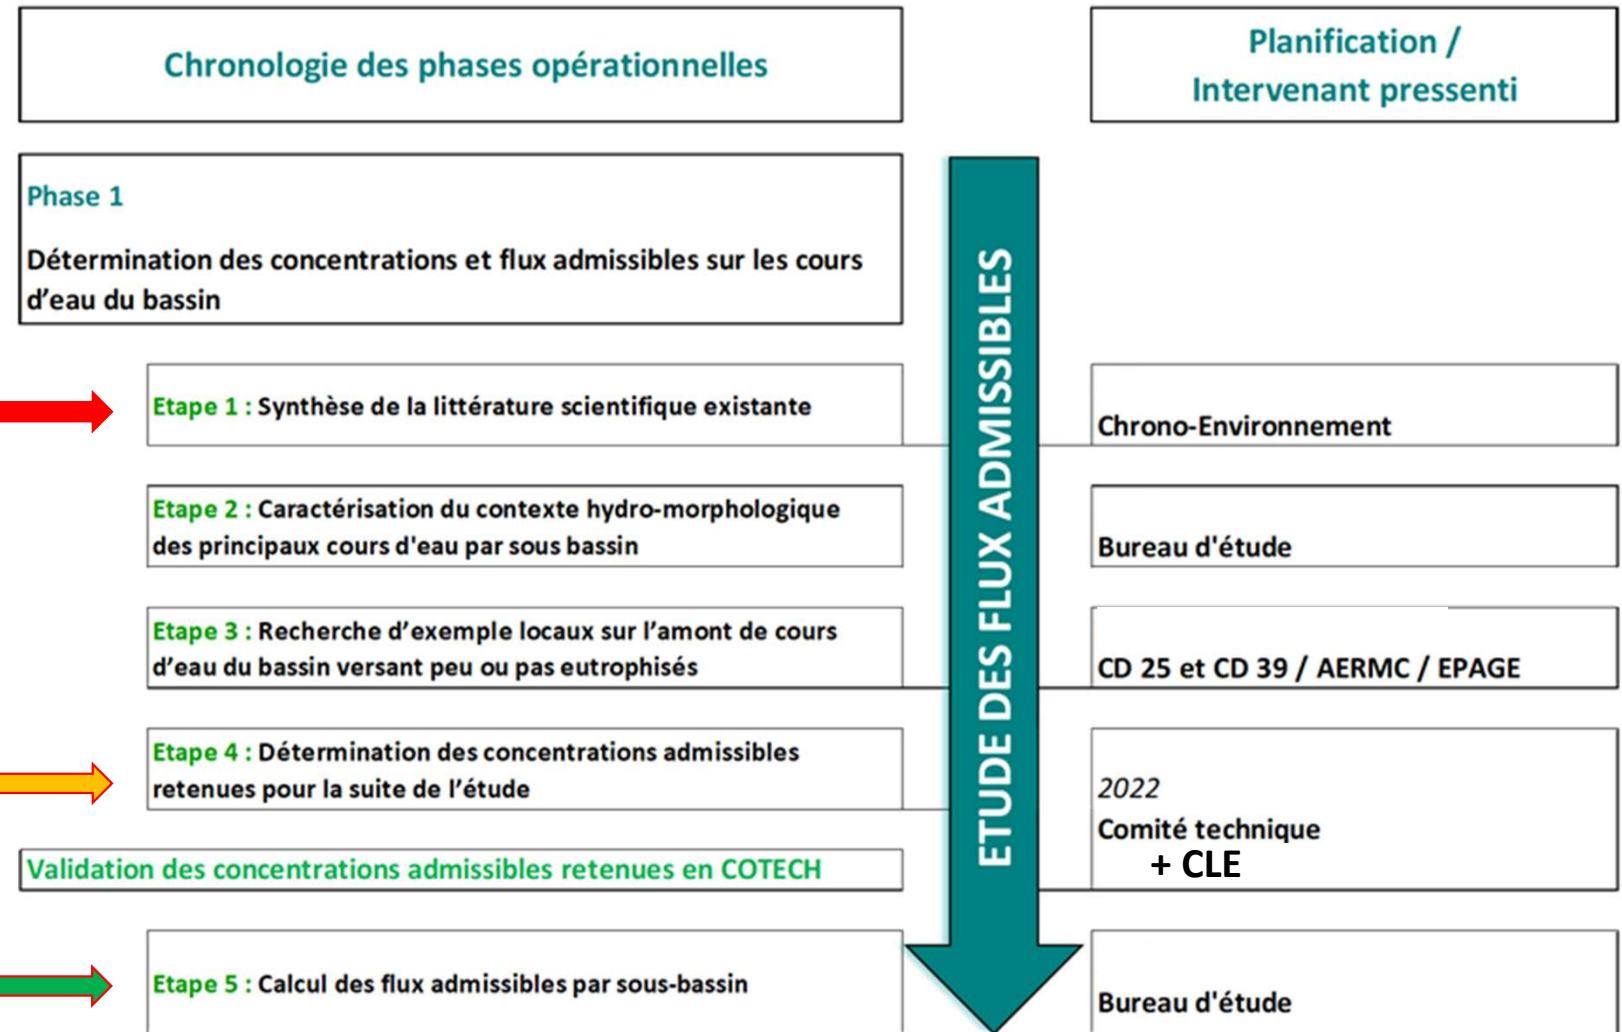 Chronologie des phases opérationnelles
Planification /
Intervenant pressenti
Phase 1
Détermination des concentrations et flux admissibles sur les cours
d'eau du bassin
ETUDE DES FLUX ADMISSIBLES
Etape 1 : Synthèse de la littérature scientifique existante
Chrono-Environnement
Etape 2 : Caractérisation du contexte hydro-morphologique
des principaux cours d'eau par sous bassin
Bureau d'étude
Etape 3 : Recherche d'exemple locaux sur l'amont de cours
d'eau du bassin versant peu ou pas eutrophisés
CD 25 et CD 39 / AERMC / EPAGE
Etape 4 : Détermination des concentrations admissibles
retenues pour la suite de l'étude
2022
Comité technique
+ CLE
Validation des concentrations admissibles retenues en COTECH
Etape 5 : Calcul des flux admissibles par sous-bassin
Bureau d'étude